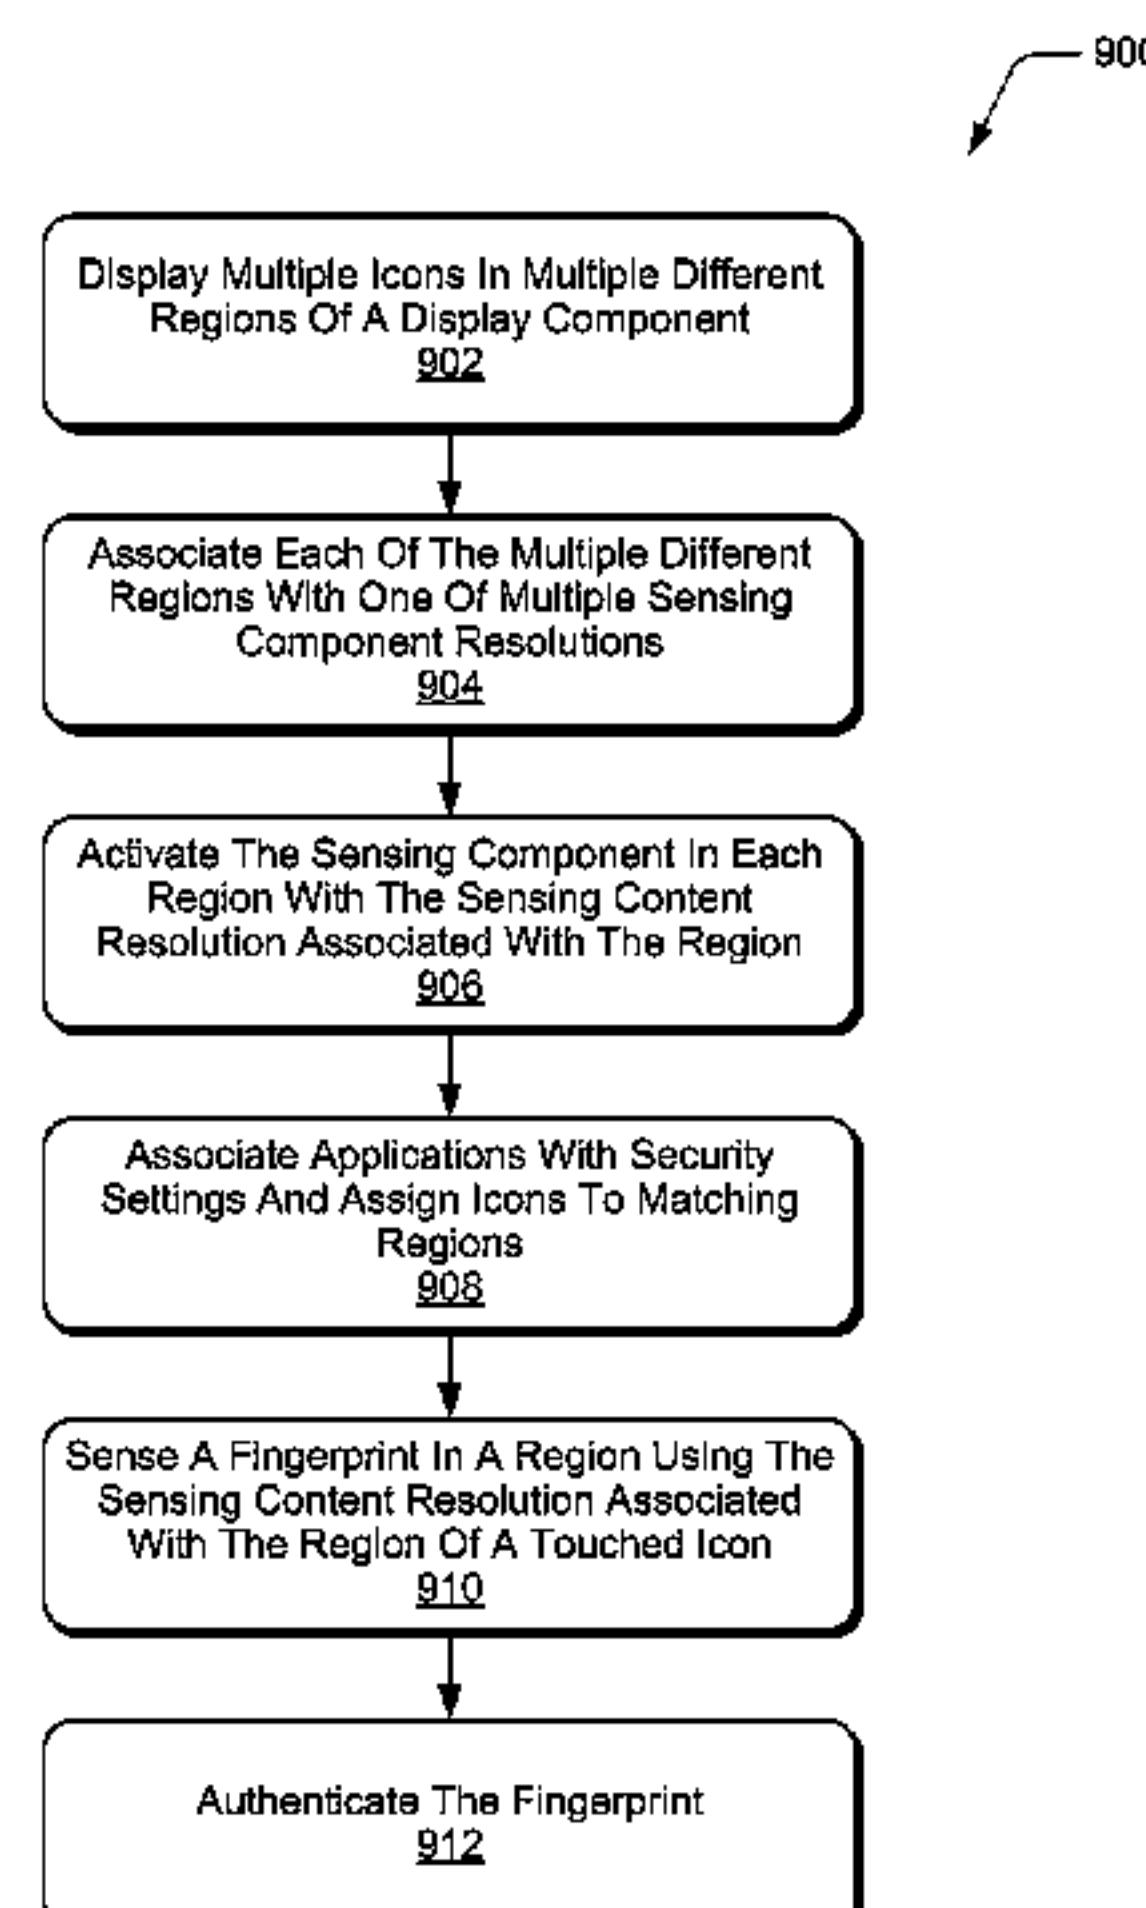 900
Display Multiple Icons In Multiple Different
Regions Of A Display Component
902
Associate Each Of The Multiple Different
Regions With One Of Multiple Sensing
Component Resolutions
904
Activate The Sensing Component In Each
Region With The Sensing Content
Resolution Associated With The Region
906
Associate Applications With Security
Settings And Assign Icons To Matching
Regions
908
Sense A Fingerprint In A Region Using The
Sensing Content Resolution Associated
With The Region Of A Touched Icon
910
Authenticate The Fingerprint
912